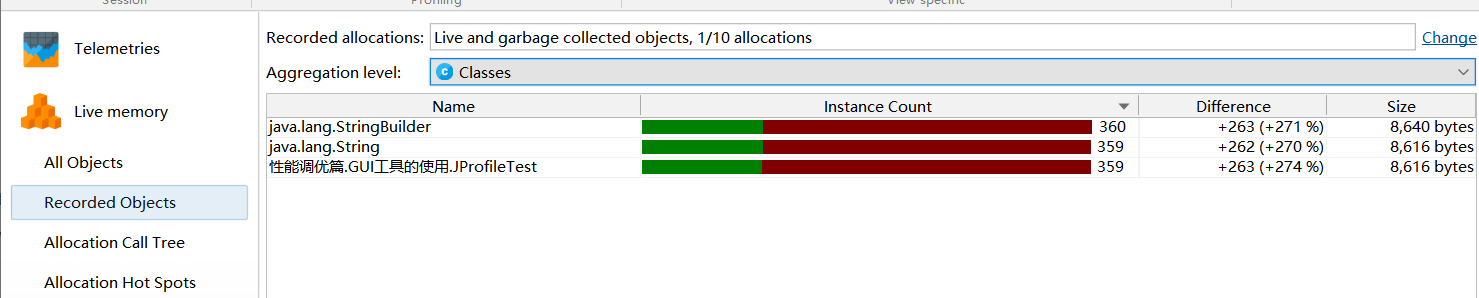 Session Profiling View specific
Telemetries
Live memory
All Objects
Recorded Objects
Allocation Call Tree
Allocation Hot Spots
Recorded allocations: Live and garbage collected objects, 1/10 allocations Change
Aggregation level: C Classes
Name Instance Count Difference Size
java.lang.StringBuilder 360 +263 (+271 %) 8,640 bytes
java.lang.String 359 +262 (+270 %) 8,616 bytes
性能调优篇.GUI工具的使用.JProfileTest 359 +263 (+274 %) 8,616 bytes